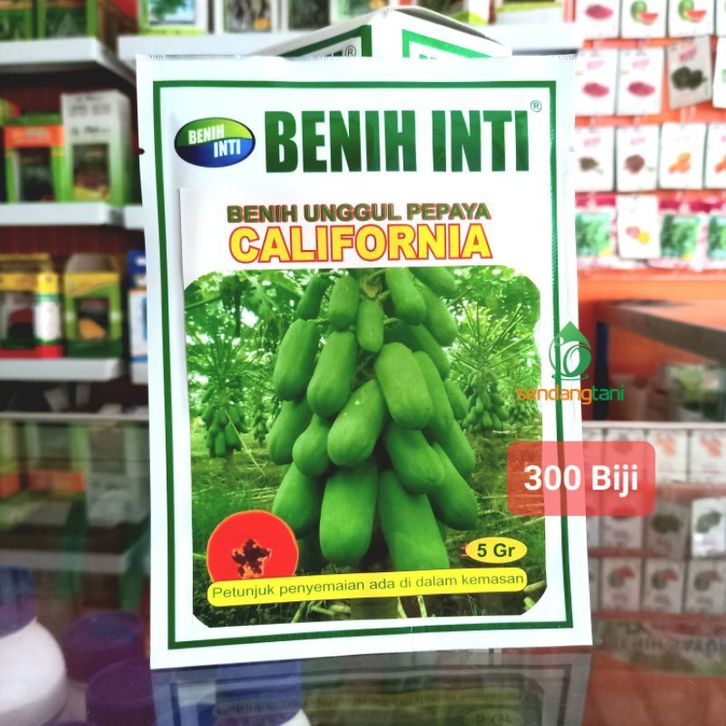 BENIH
INTI
BENIH INTI®
BENIH UNGGUL PEPAYA
CALIFORNIA
sendangtani
300 Biji
5 Gr
Petunjuk penyemaian ada di dalam kemasan